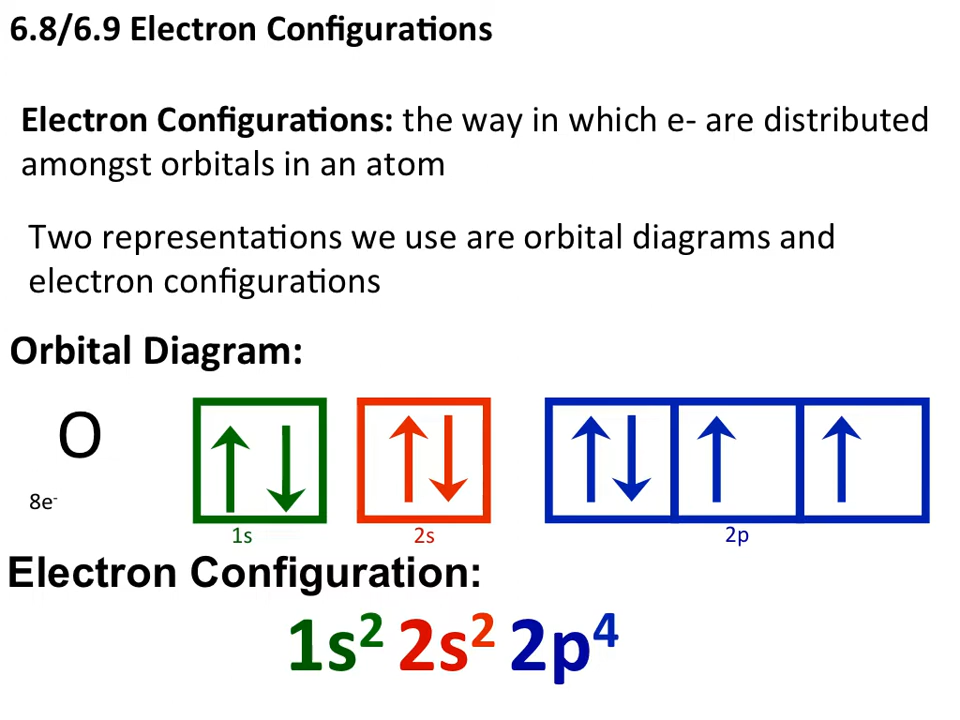 6.8/6.9 Electron Configurations
Electron Configurations: the way in which e- are distributed
amongst orbitals in an atom
Two representations we use are orbital diagrams and
electron configurations
Orbital Diagram:
O
8e⁻
1s 2s 2p
Electron Configuration:
1s² 2s² 2p⁴